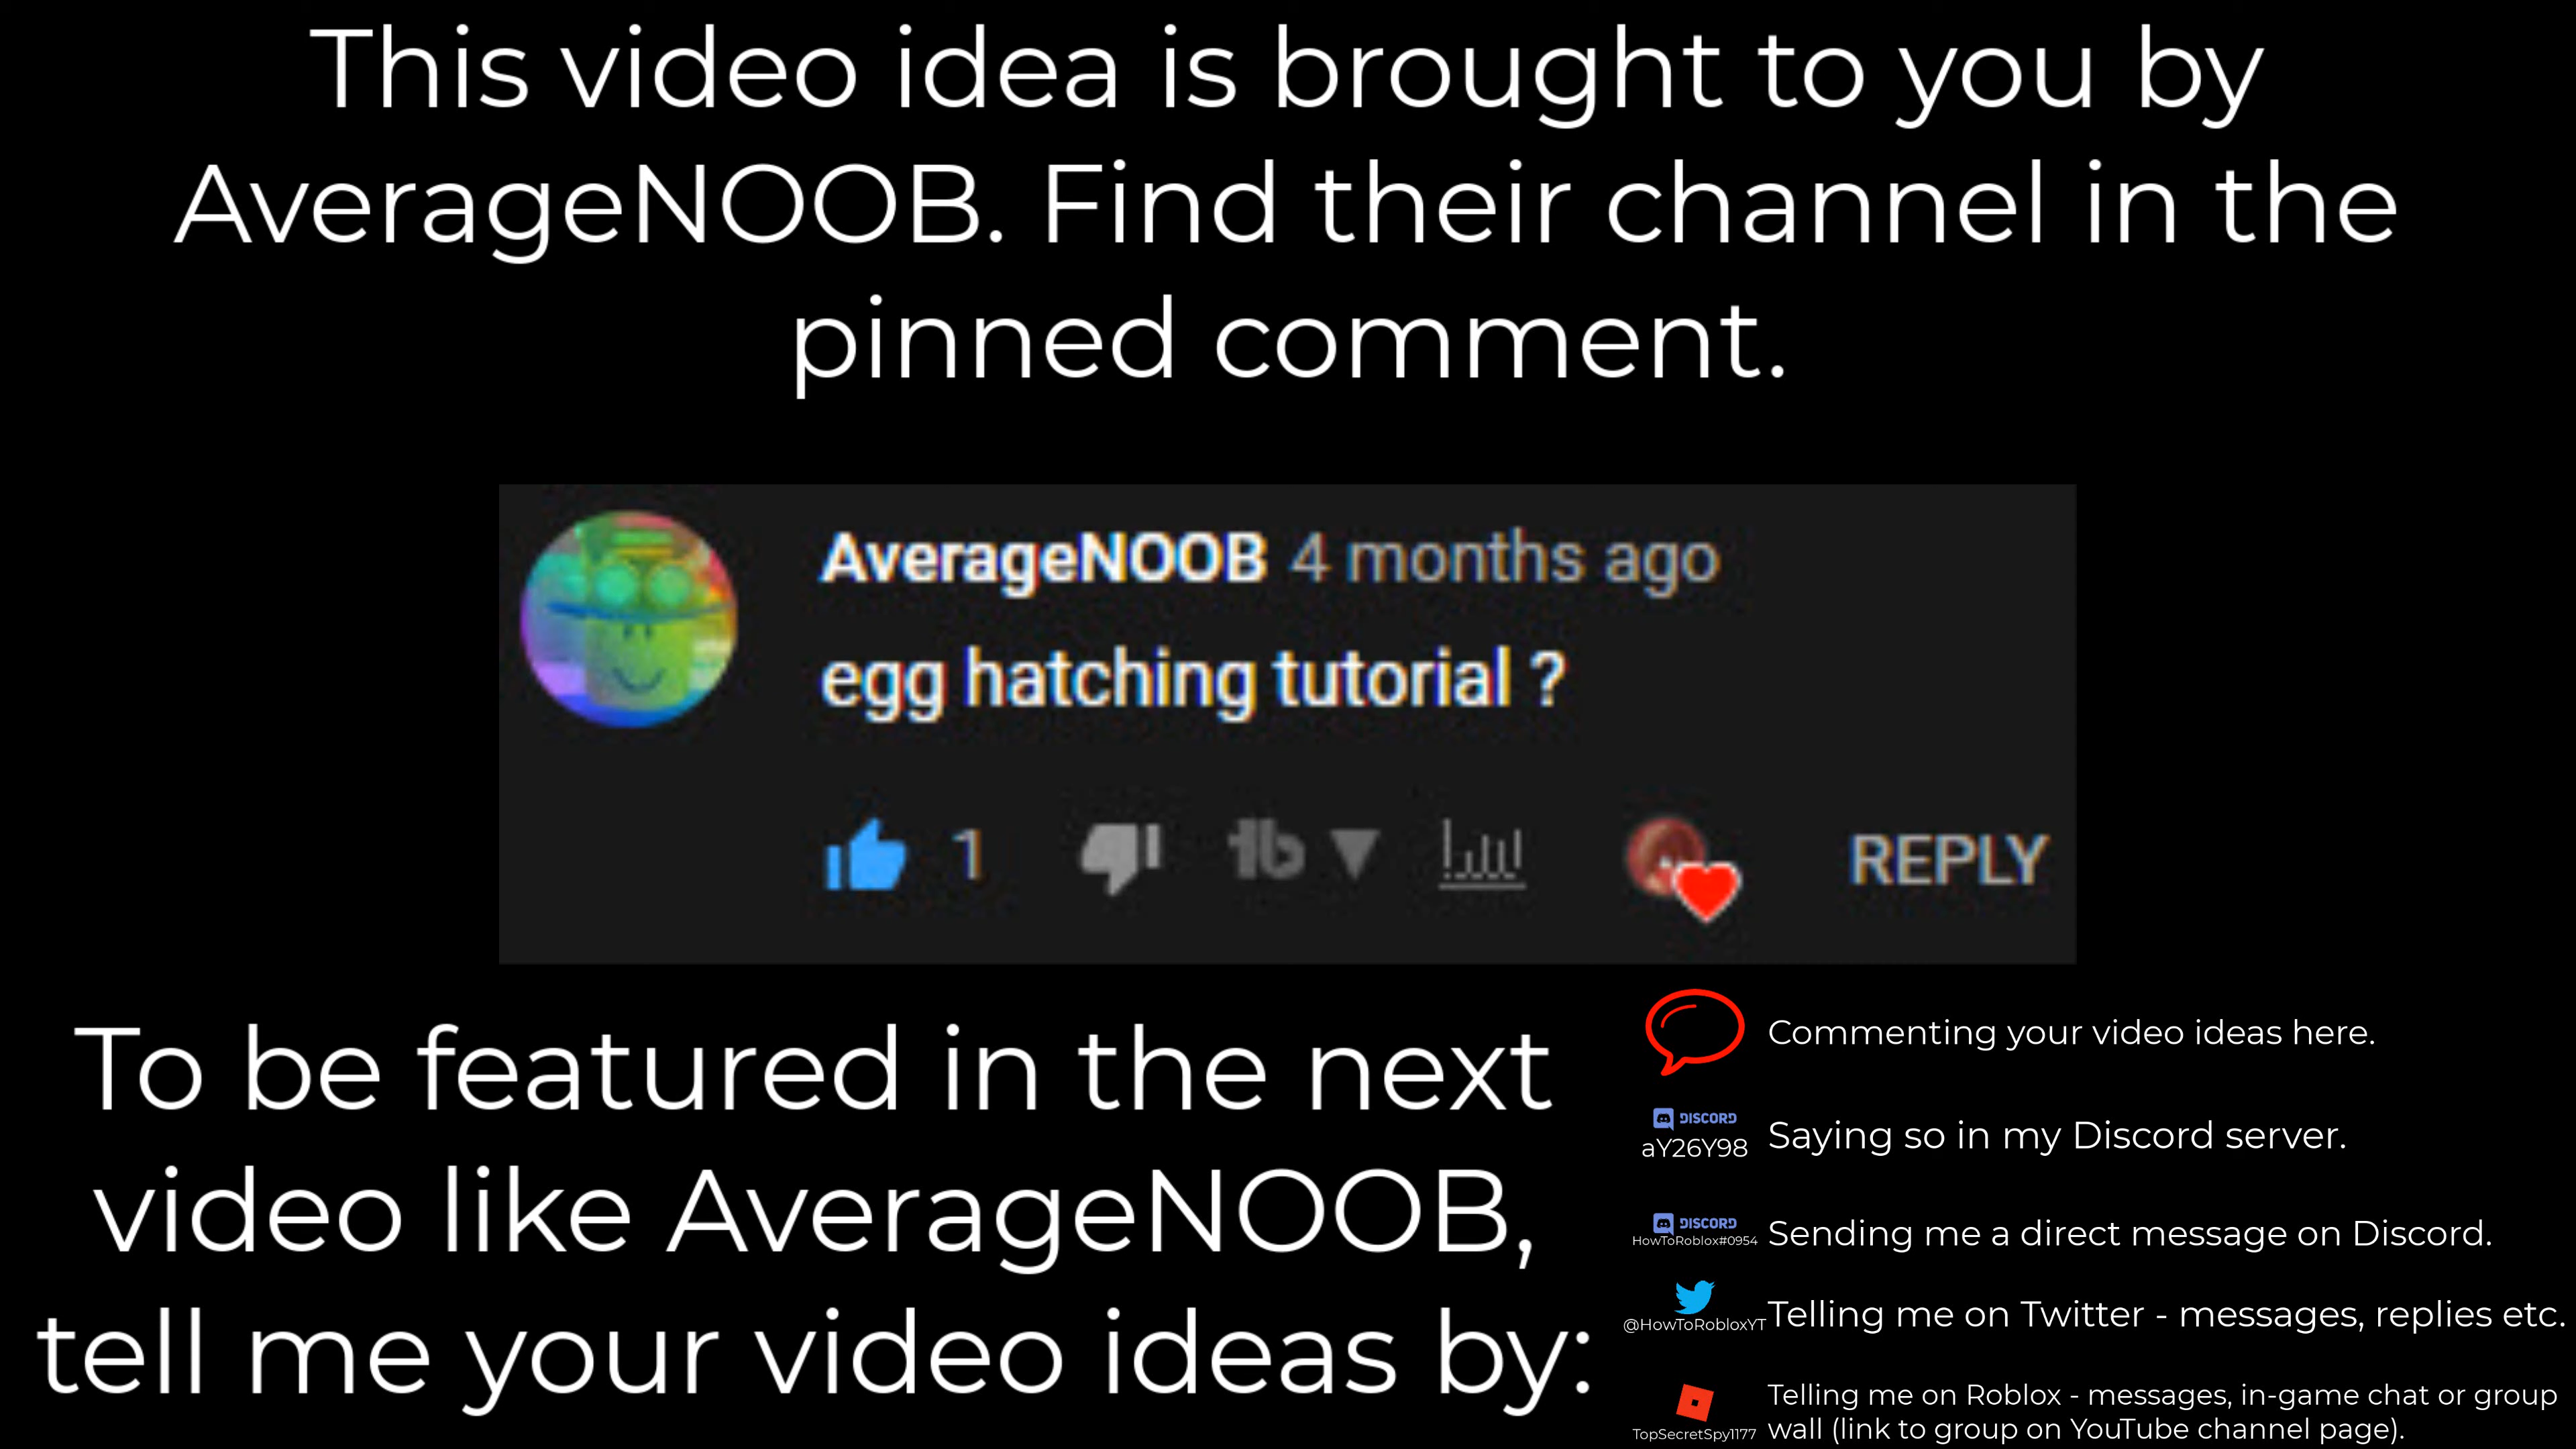 This video idea is brought to you by
AverageNOOB. Find their channel in the
pinned comment.
AverageNOOB 4 months ago
egg hatching tutorial ?
1
tb
REPLY
To be featured in the next
video like AverageNOOB,
tell me your video ideas by:
Commenting your video ideas here.
DISCORD
aY26Y98
Saying so in my Discord server.
DISCORD
HowToRoblox#0954
Sending me a direct message on Discord.
@HowToRobloxYT
Telling me on Twitter - messages, replies etc.
TopSecretSpy1177
Telling me on Roblox - messages, in-game chat or group
wall (link to group on YouTube channel page).